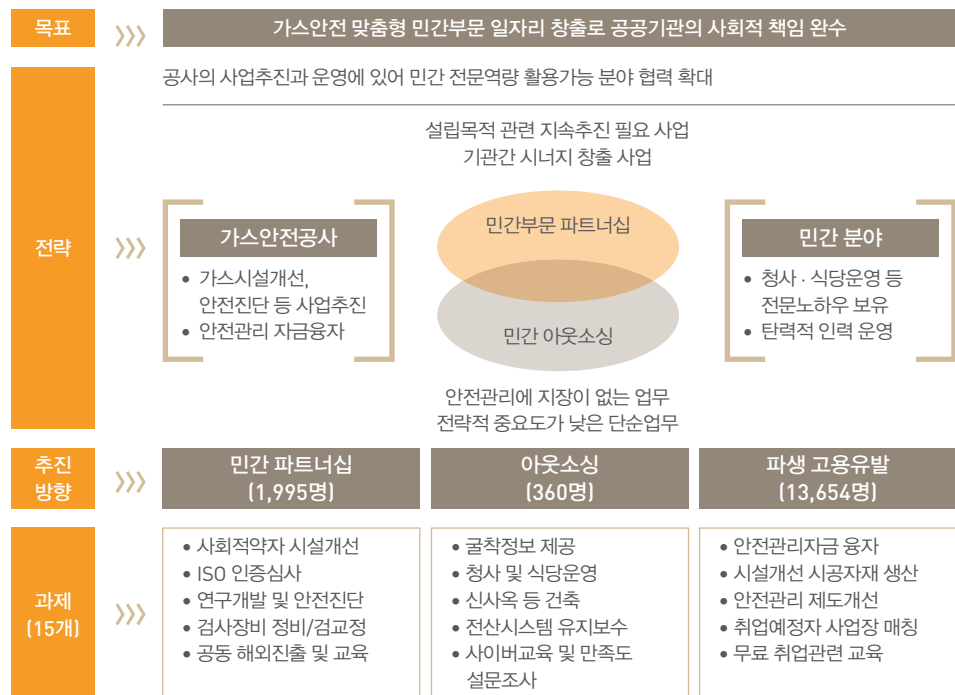 목표
가스안전 맞춤형 민간부문 일자리 창출로 공공기관의 사회적 책임 완수
전략
공사의 사업추진과 운영에 있어 민간 전문역량 활용가능 분야 협력 확대
설립목적 관련 지속추진 필요 사업
기관간 시너지 창출 사업
가스안전공사
• 가스시설개선,
안전진단 등 사업추진
• 안전관리 자금융자
민간부문 파트너십
민간 아웃소싱
민간 분야
• 청사 · 식당운영 등
전문노하우 보유
• 탄력적 인력 운영
안전관리에 지장이 없는 업무
전략적 중요도가 낮은 단순업무
추진
방향
민간 파트너십
(1,995명)
아웃소싱
(360명)
파생 고용유발
(13,654명)
과제
(15개)
• 사회적약자 시설개선
• ISO 인증심사
• 연구개발 및 안전진단
• 검사장비 정비/검교정
• 공동 해외진출 및 교육
• 굴착정보 제공
• 청사 및 식당운영
• 신사옥 등 건축
• 전산시스템 유지보수
• 사이버교육 및 만족도
설문조사
• 안전관리자금 융자
• 시설개선 시공자재 생산
• 안전관리 제도개선
• 취업예정자 사업장 매칭
• 무료 취업관련 교육